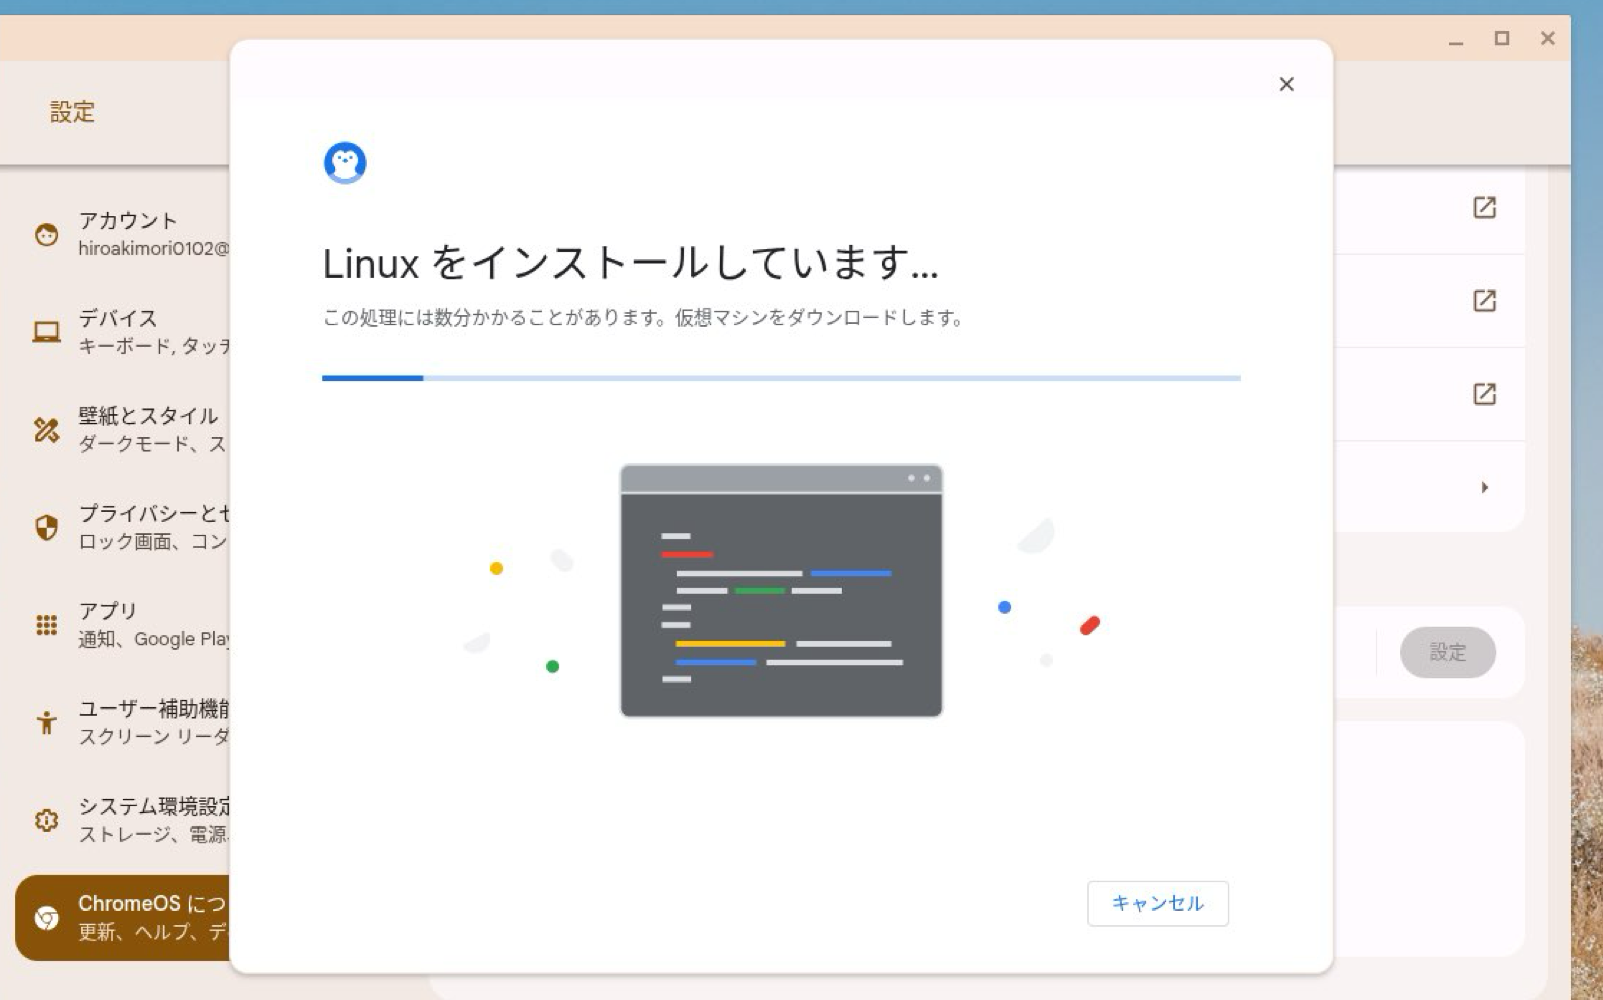 設定
アカウント
hiroakimori0102@
デバイス
キーボード, タッチ
壁紙とスタイル
ダークモード、ス
プライバシーとセ
ロック画面、コン
アプリ
通知、Google Play
ユーザー補助機能
スクリーン リーダ
システム環境設定
ストレージ、電源、
ChromeOS につ
更新、ヘルプ、デ
Linux をインストールしています...
この処理には数分かかることがあります。仮想マシンをダウンロードします。
キャンセル
設定